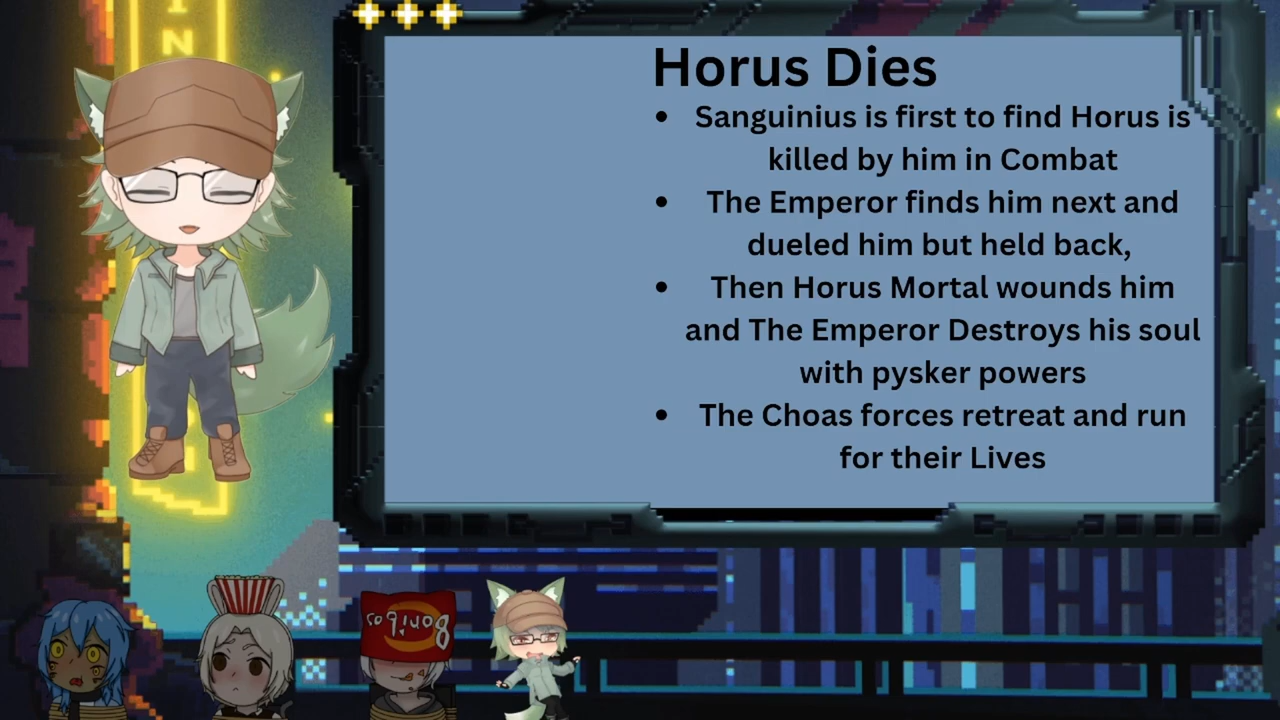 IN
Horus Dies
• Sanguinius is first to find Horus is
killed by him in Combat
• The Emperor finds him next and
dueled him but held back,
• Then Horus Mortal wounds him
and The Emperor Destroys his soul
with pysker powers
• The Choas forces retreat and run
for their Lives